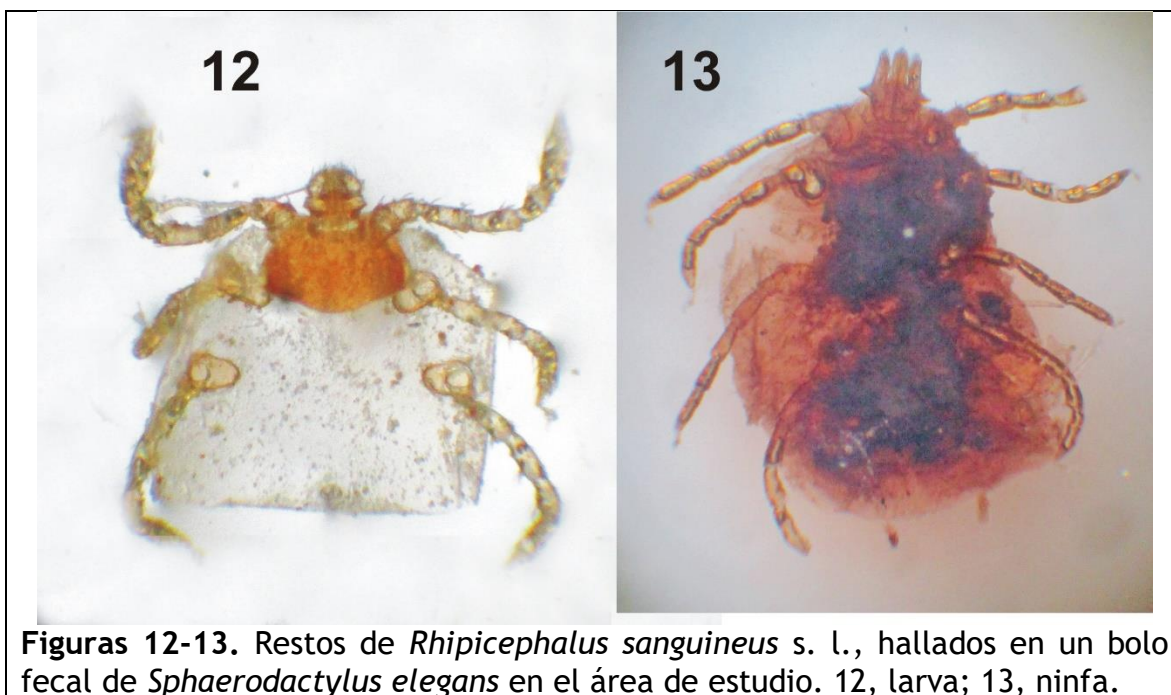 12
13
Figuras 12-13. Restos de Rhipicephalus sanguineus s. l., hallados en un bolo
fecal de Sphaerodactylus elegans en el área de estudio. 12, larva; 13, ninfa.